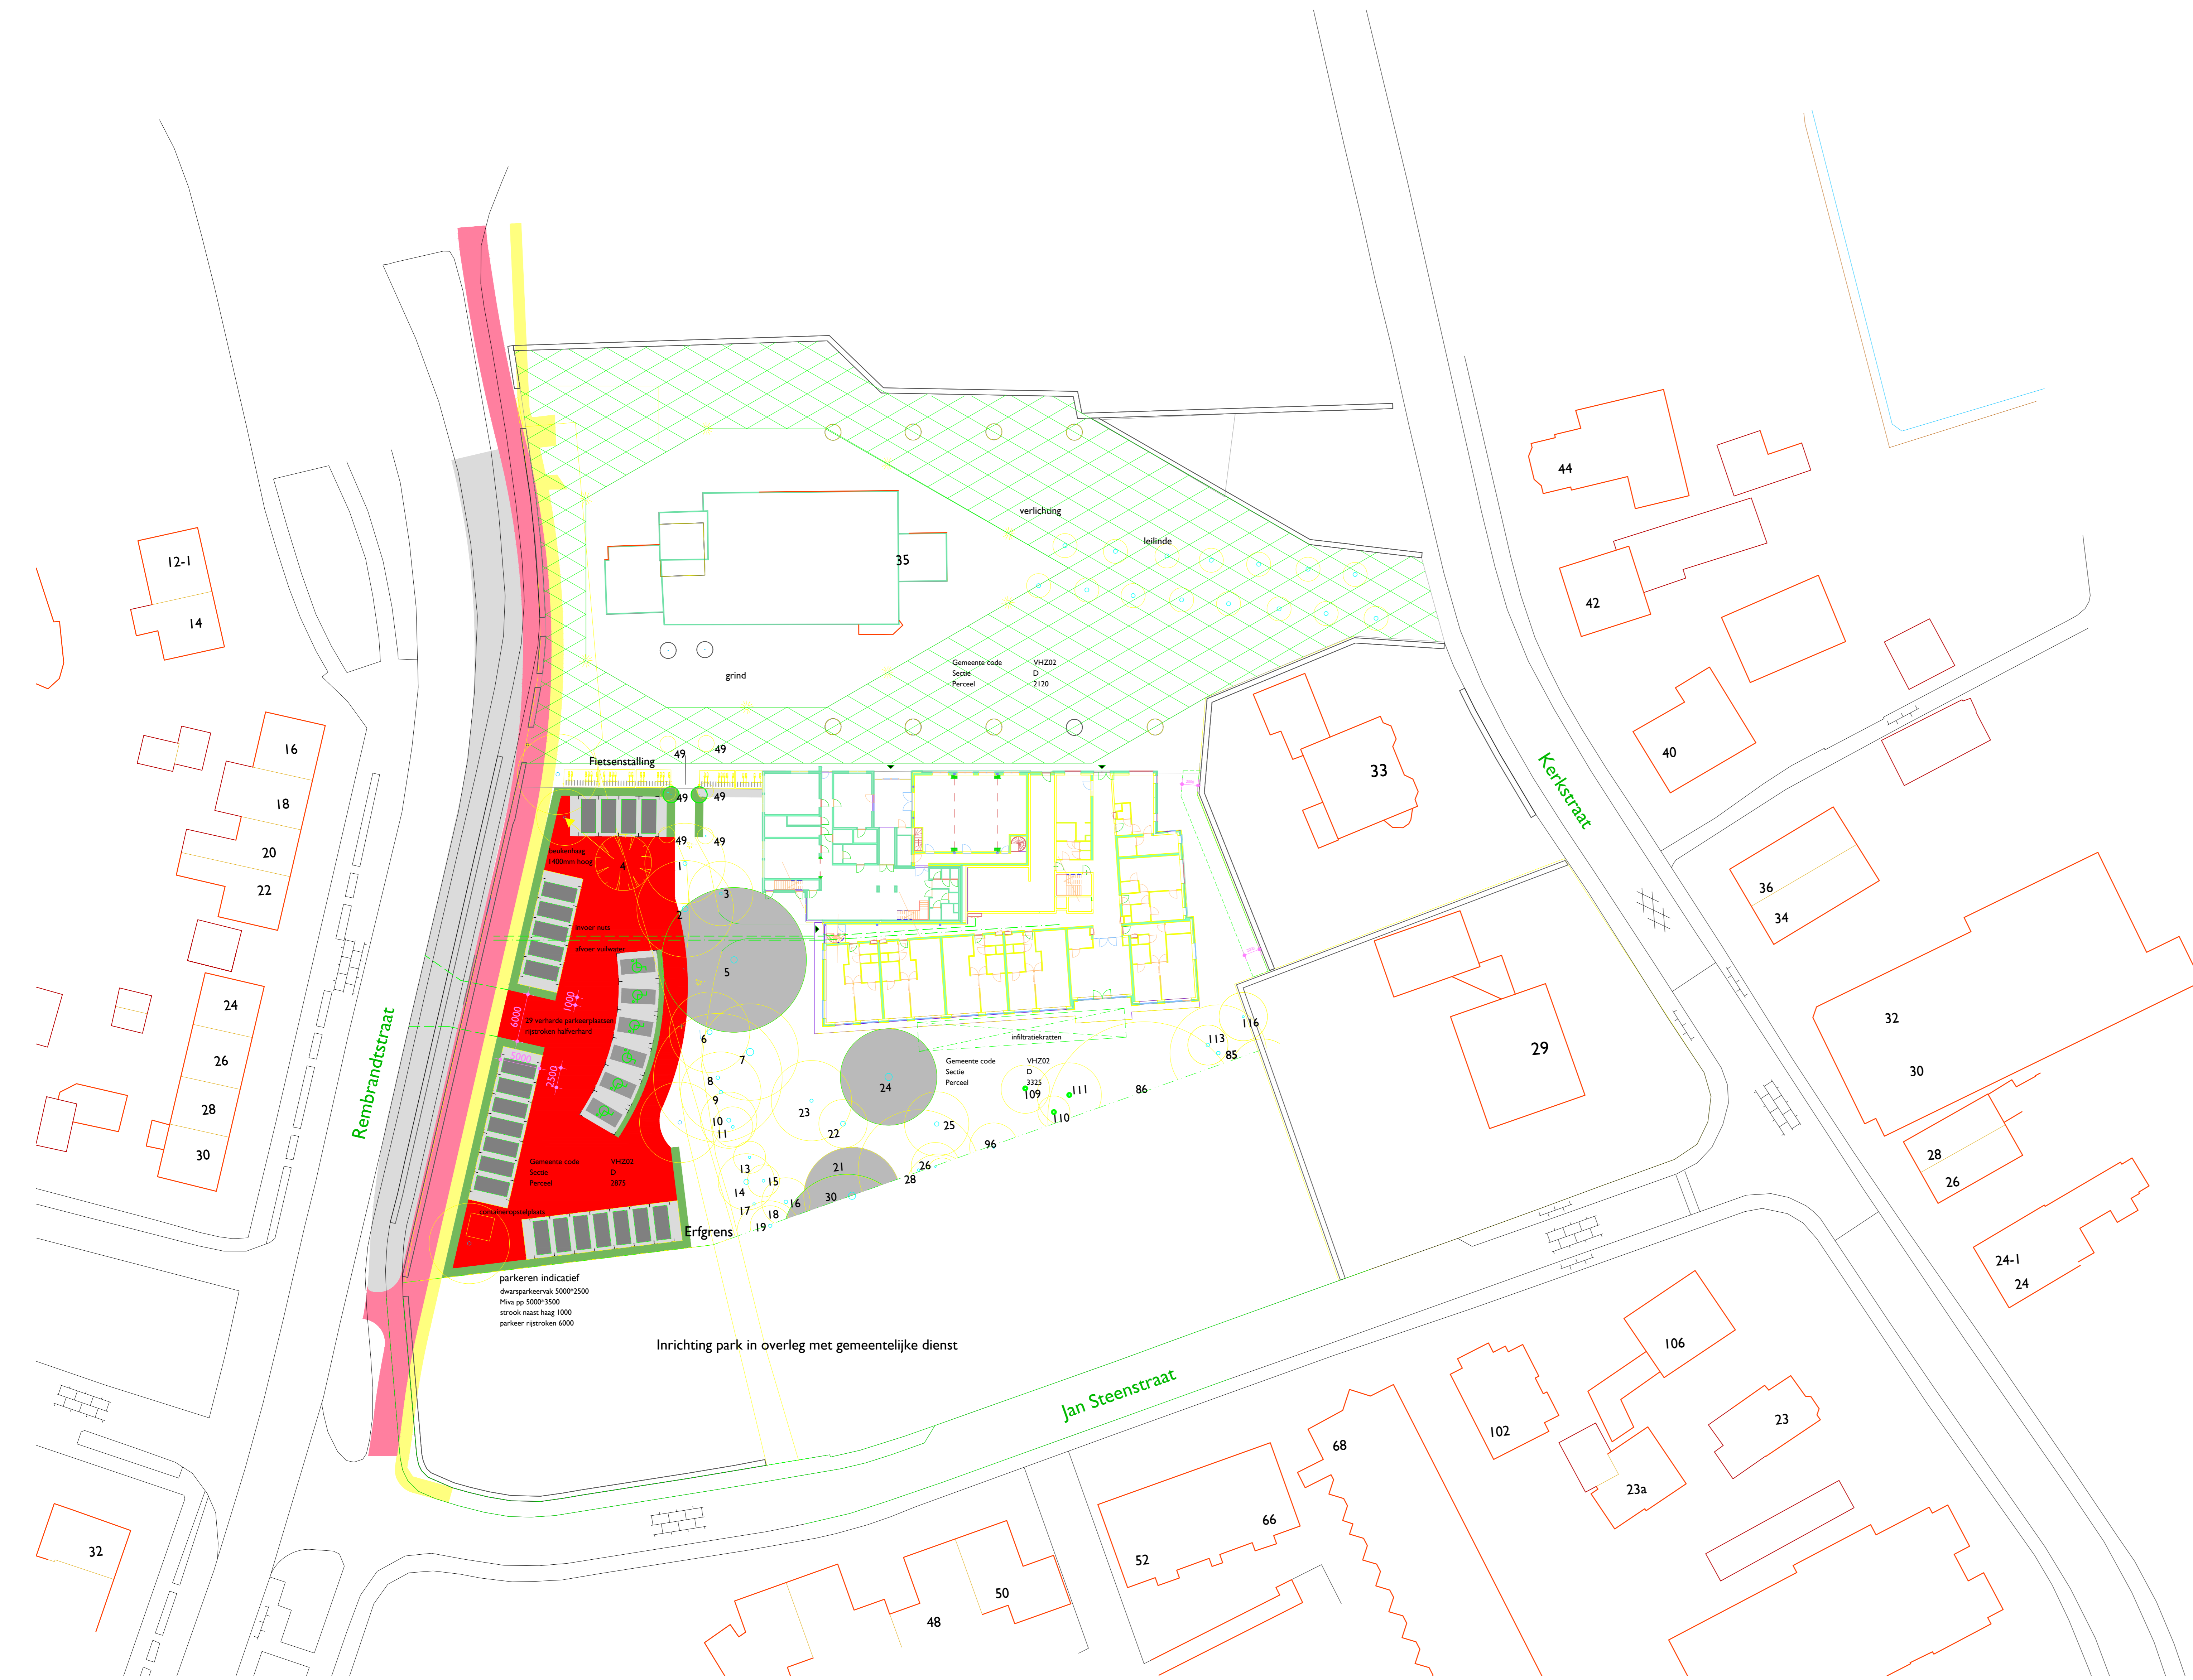 44
12-1
verlichting
leilinde
35
42
14
Gemeente code VHZ02
Sectie D
Perceel 2120
grind
16
49
49
Fietsenstalling
33
40
Kerkstraat
18
49
49
49
49
20
beukenhaag
1400mm hoog
4
1
22
3
36
2
34
invoer nuts
afvoer vuilwater
5
24
1000
6000
29 verharde parkeerplaatsen
rijstroken halfverhard
32
Rembrandtstraat
116
6
infiltratiekratten
113
29
85
26
5000
7
Gemeente code VHZ02
Sectie D
Perceel 3325
2500
8
24
86
30
9
109
111
28
23
10
11
22
25
110
96
30
Gemeente code VHZ02
Sectie D
Perceel 2875
13
21
26
28
28
15
14
26
16
30
containeropstelplaats
17
18
19
Erfgrens
24-1
24
parkeren indicatief
dwarsparkeervak 5000*2500
Miva pp 5000*3500
strook naast haag 1000
parkeer rijstroken 6000
Inrichting park in overleg met gemeentelijke dienst
106
Jan Steenstraat
23
102
68
23a
66
32
52
50
48